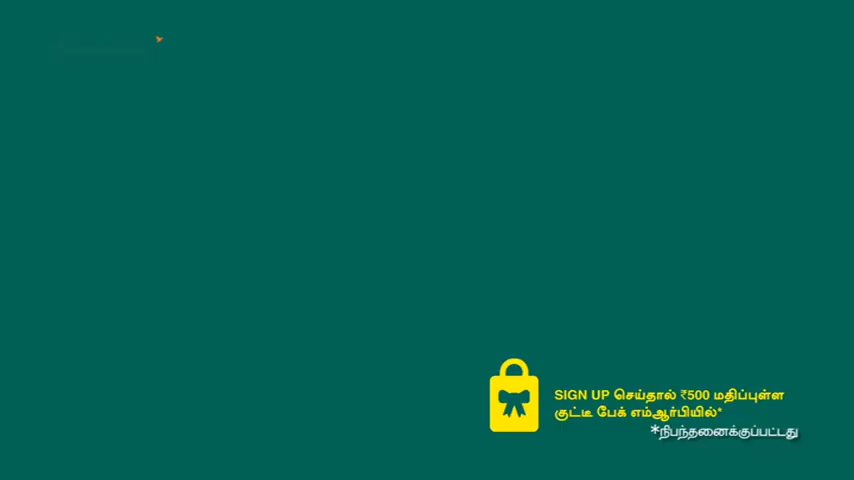 SIGN UP செய்தால் ₹500 மதிப்புள்ள
குட்டீ பேக் எம்ஆர்பியில்*
*நிபந்தனைக்குப்பட்டது